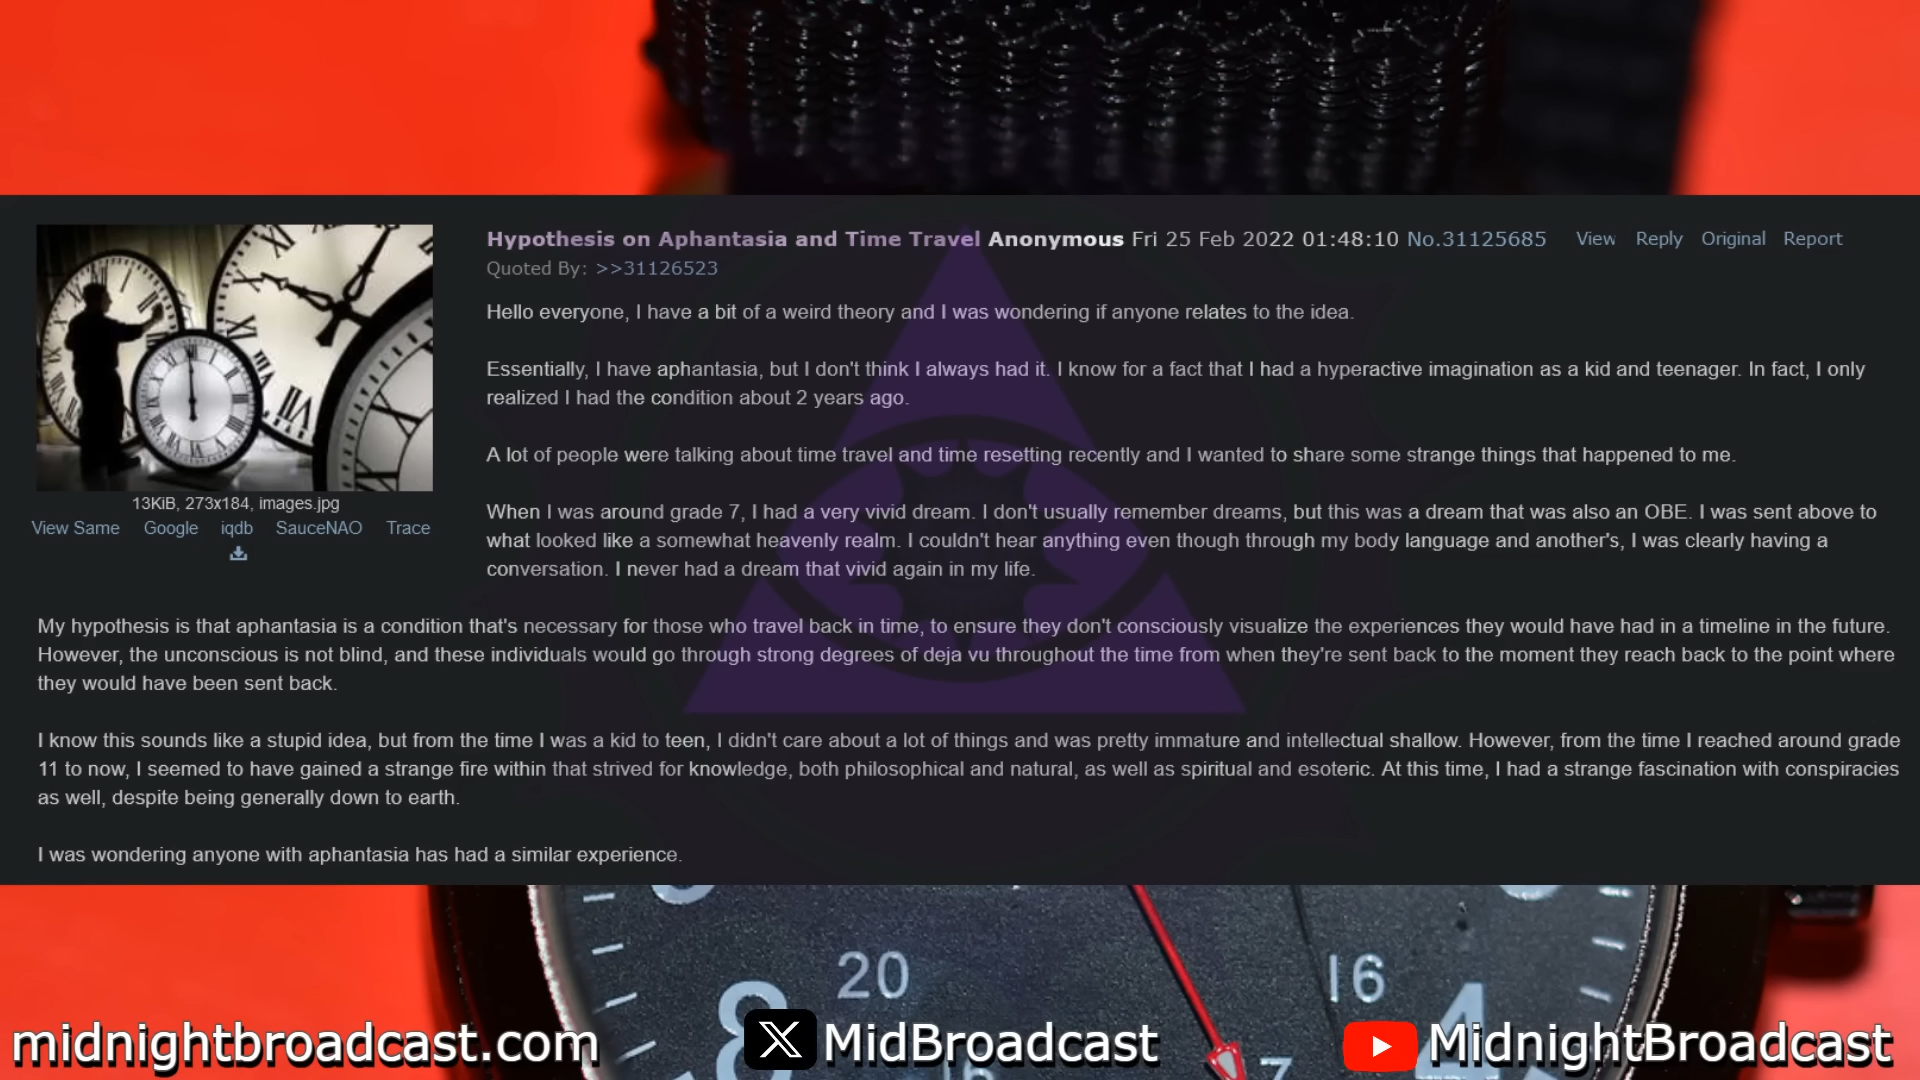 Hypothesis on Aphantasia and Time Travel Anonymous Fri 25 Feb 2022 01:48:10 No.31125685 View Reply Original Report
Quoted By: >>31126523
Hello everyone, I have a bit of a weird theory and I was wondering if anyone relates to the idea.
Essentially, I have aphantasia, but I don't think I always had it. I know for a fact that I had a hyperactive imagination as a kid and teenager. In fact, I only
realized I had the condition about 2 years ago.
A lot of people were talking about time travel and time resetting recently and I wanted to share some strange things that happened to me.
When I was around grade 7, I had a very vivid dream. I don't usually remember dreams, but this was a dream that was also an OBE. I was sent above to
what looked like a somewhat heavenly realm. I couldn't hear anything even though through my body language and another's, I was clearly having a
conversation. I never had a dream that vivid again in my life.
13KiB, 273x184, images.jpg
View Same Google iqdb SauceNAO Trace
My hypothesis is that aphantasia is a condition that's necessary for those who travel back in time, to ensure they don't consciously visualize the experiences they would have had in a timeline in the future.
However, the unconscious is not blind, and these individuals would go through strong degrees of deja vu throughout the time from when they're sent back to the moment they reach back to the point where
they would have been sent back.
I know this sounds like a stupid idea, but from the time I was a kid to teen, I didn't care about a lot of things and was pretty immature and intellectual shallow. However, from the time I reached around grade
11 to now, I seemed to have gained a strange fire within that strived for knowledge, both philosophical and natural, as well as spiritual and esoteric. At this time, I had a strange fascination with conspiracies
as well, despite being generally down to earth.
I was wondering anyone with aphantasia has had a similar experience.
20 16
8 4
midnightbroadcast.com MidBroadcast MidnightBroadcast